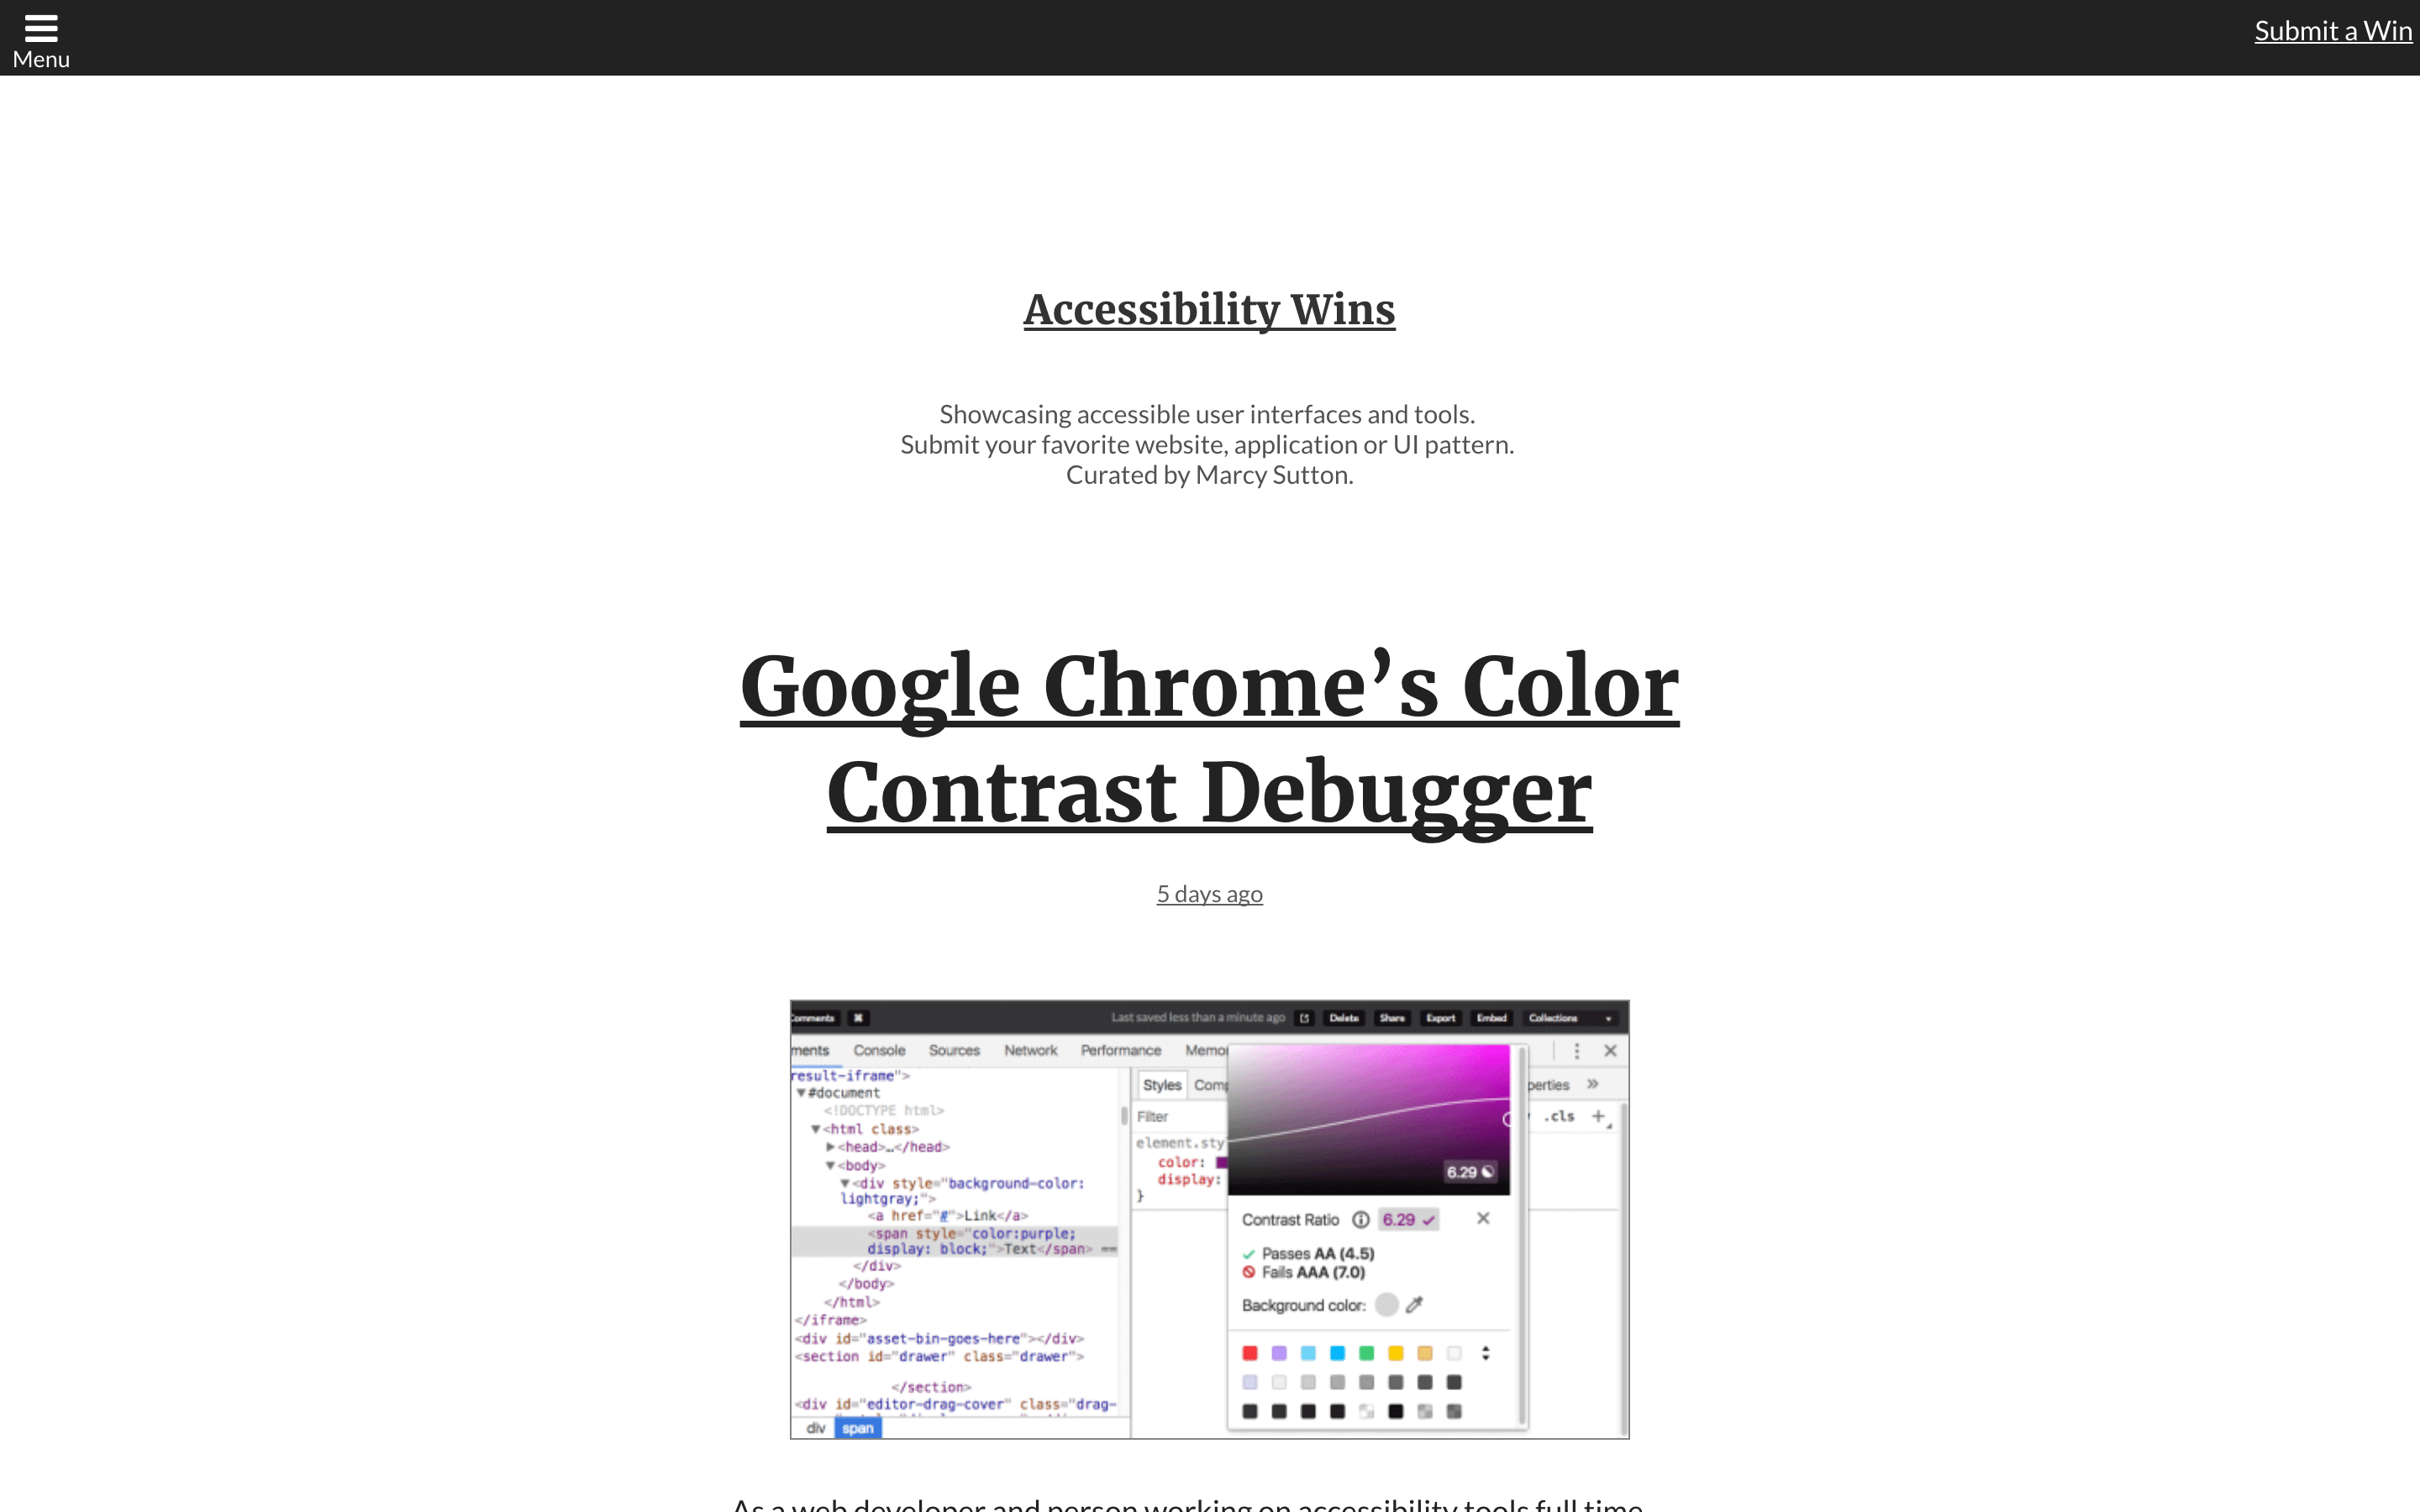 Menu
Submit a Win
Accessibility Wins
Showcasing accessible user interfaces and tools.
Submit your favorite website, application or UI pattern.
Curated by Marcy Sutton.
Google Chrome’s Color
Contrast Debugger
5 days ago
Comments ⌘ Last saved less than a minute ago Delete Share Export Embed Collections
ments Console Sources Network Performance Memo
result-iframe">
▼#document
<!DOCTYPE html>
▼<html class>
▶<head>…</head>
▼<body>
▼<div style="background-color:
lightgray;">
<a href="#">Link</a>
<span style="color:purple;
display: block;">Text</span> ==
</div>
</body>
</html>
</iframe>
<div id="asset-bin-goes-here"></div>
<section id="drawer" class="drawer">
</section>
<div id="editor-drag-cover" class="drag-
div span
Styles Comp perties »
Filter .cls +
element.sty
color:
display:
}
6.29
Contrast Ratio 6.29 ✓ ✕
✓ Passes AA (4.5)
Fails AAA (7.0)
Background color:
As a web developer and person working on accessibility tools full time,